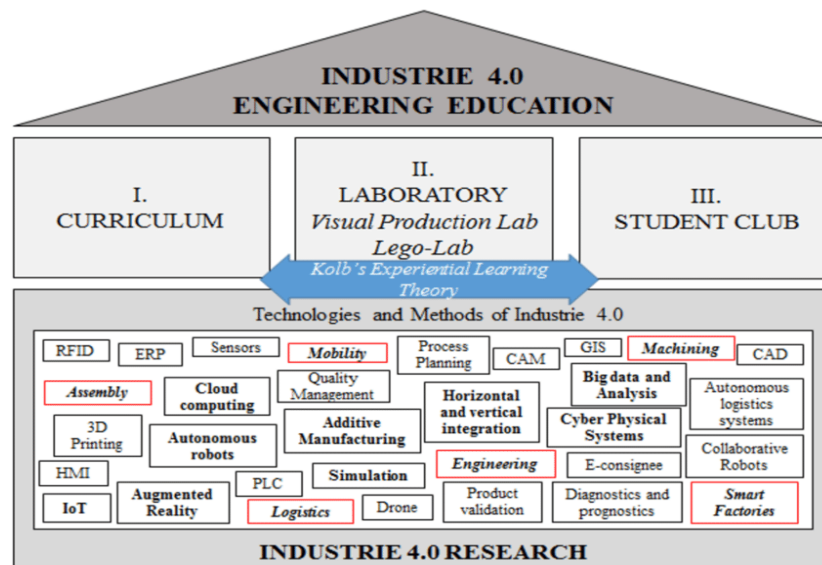 INDUSTRIE 4.0
ENGINEERING EDUCATION
I.
CURRICULUM
II.
LABORATORY
Visual Production Lab
Lego-Lab
III.
STUDENT CLUB
Kolb's Experiential Learning
Theory
Technologies and Methods of Industrie 4.0
RFID
ERP
Sensors
Mobility
Process
Planning
CAM
GIS
Machining
CAD
Assembly
Cloud
computing
Quality
Management
Horizontal
and vertical
integration
Big data and
Analysis
Autonomous
logistics
systems
3D
Printing
Autonomous
robots
Additive
Manufacturing
Cyber Physical
Systems
Collaborative
Robots
HMI
PLC
Simulation
Engineering
E-consignee
IoT
Augmented
Reality
Logistics
Drone
Product
validation
Diagnostics and
prognostics
Smart
Factories
INDUSTRIE 4.0 RESEARCH